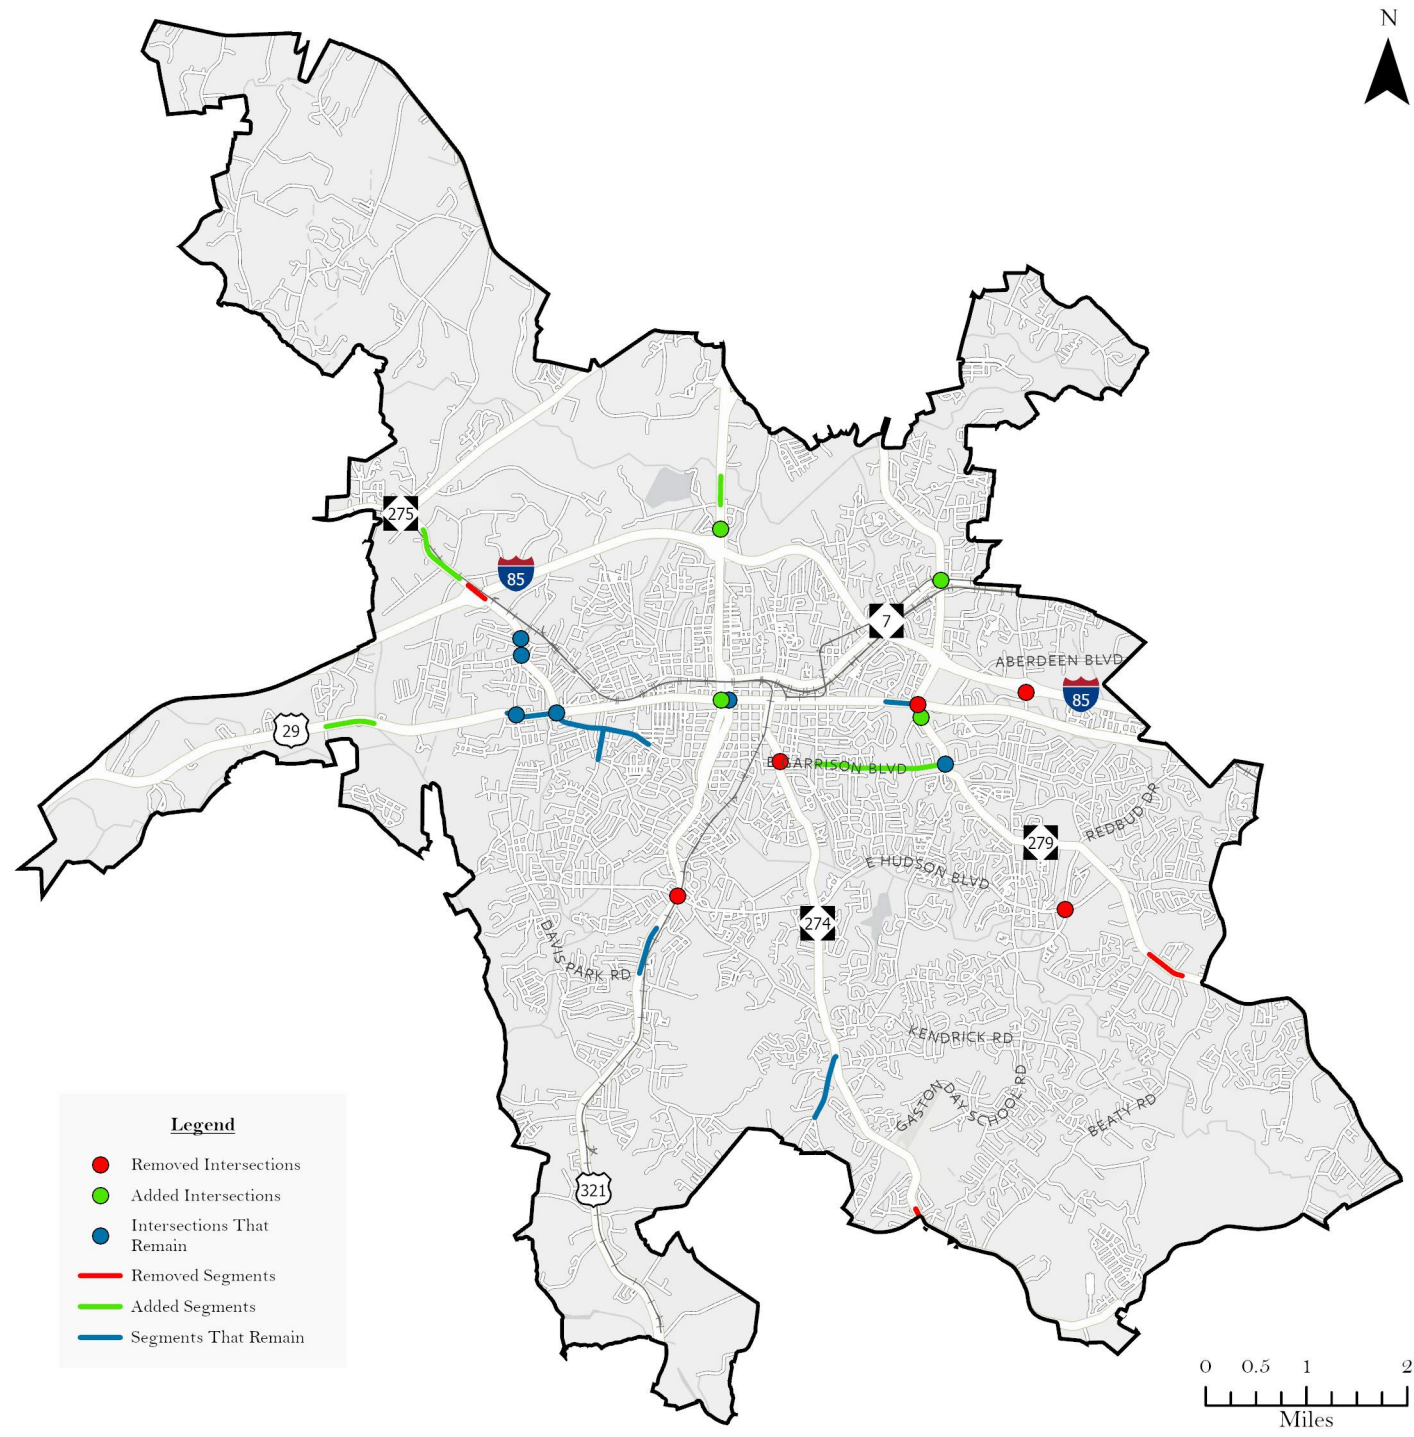 N
275
85
7
ABERDEEN BLVD
85
29
E GARRISON BLVD
REDBUD DR
279
E HUDSON BLVD
274
DAVIS PARK RD
KENDRICK RD
GASTON DAY SCHOOL RD
BEATY RD
321
Legend
Removed Intersections
Added Intersections
Intersections That
Remain
Removed Segments
Added Segments
Segments That Remain
0 0.5 1 2
Miles